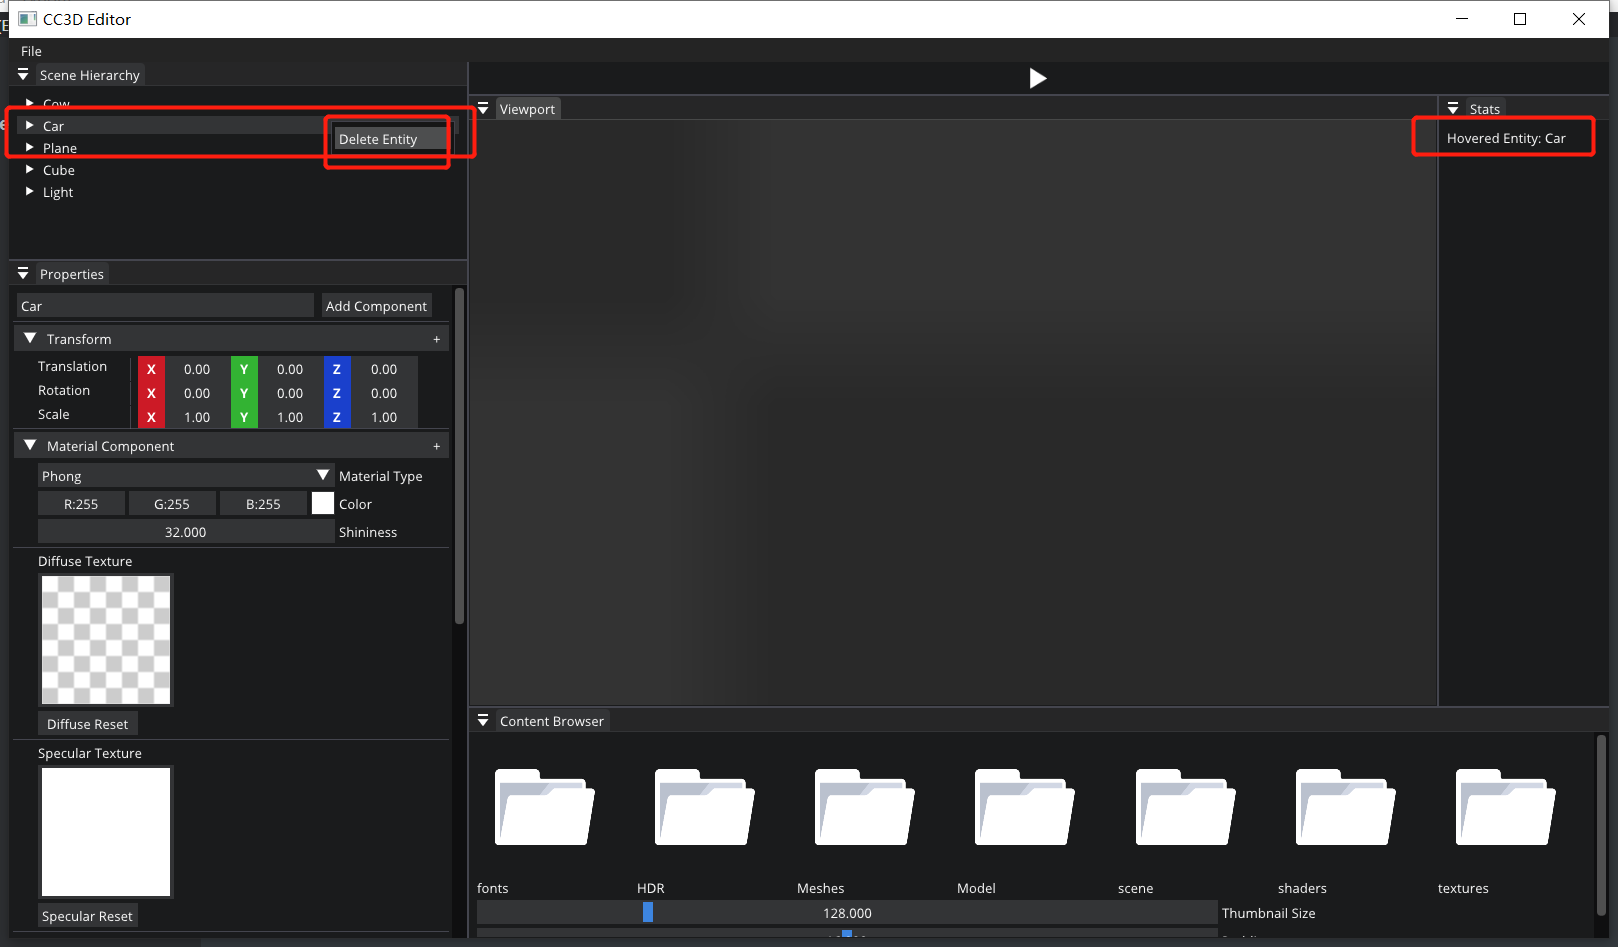 CC3D Editor
File
Scene Hierarchy
Cow
Car
Delete Entity
Plane
Cube
Light
Viewport
Stats
Hovered Entity: Car
Properties
Car
Add Component
Transform +
Translation X 0.00 Y 0.00 Z 0.00
Rotation X 0.00 Y 0.00 Z 0.00
Scale X 1.00 Y 1.00 Z 1.00
Material Component +
Phong Material Type
R:255 G:255 B:255 Color
32.000 Shininess
Diffuse Texture
Diffuse Reset
Specular Texture
Specular Reset
Content Browser
fonts HDR Meshes Model scene shaders textures
128.000 Thumbnail Size